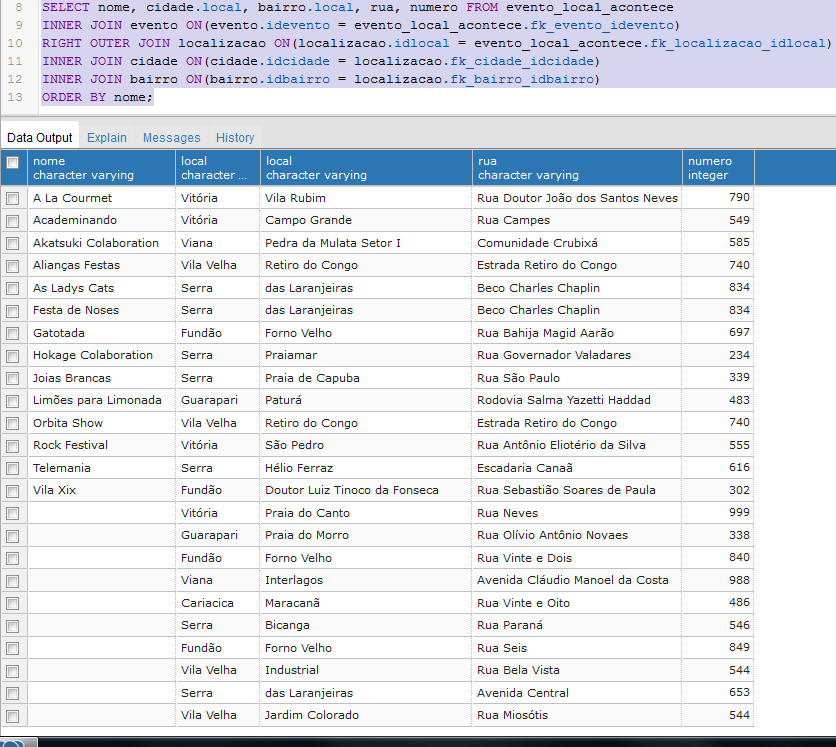 8 SELECT nome, cidade.local, bairro.local, rua, numero FROM evento_local_acontece
9 INNER JOIN evento ON(evento.idevento = evento_local_acontece.fk_evento_idevento)
10 RIGHT OUTER JOIN localizacao ON(localizacao.idlocal = evento_local_acontece.fk_localizacao_idlocal)
11 INNER JOIN cidade ON(cidade.idcidade = localizacao.fk_cidade_idcidade)
12 INNER JOIN bairro ON(bairro.idbairro = localizacao.fk_bairro_idbairro)
13 ORDER BY nome;
Data Output Explain Messages History
nome local local rua numero
character varying character ... character varying character varying integer
A La Courmet Vitória Vila Rubim Rua Doutor João dos Santos Neves 790
Academinando Vitória Campo Grande Rua Campes 549
Akatsuki Colaboration Viana Pedra da Mulata Setor I Comunidade Crubixá 585
Alianças Festas Vila Velha Retiro do Congo Estrada Retiro do Congo 740
As Ladys Cats Serra das Laranjeiras Beco Charles Chaplin 834
Festa de Noses Serra das Laranjeiras Beco Charles Chaplin 834
Gatotada Fundão Forno Velho Rua Bahija Magid Aarão 697
Hokage Colaboration Serra Praiamar Rua Governador Valadares 234
Joias Brancas Serra Praia de Capuba Rua São Paulo 339
Limões para Limonada Guarapari Paturá Rodovia Salma Yazetti Haddad 483
Orbita Show Vila Velha Retiro do Congo Estrada Retiro do Congo 740
Rock Festival Vitória São Pedro Rua Antônio Eliotério da Silva 555
Telemania Serra Hélio Ferraz Escadaria Canaã 616
Vila Xix Fundão Doutor Luiz Tinoco da Fonseca Rua Sebastião Soares de Paula 302
Vitória Praia do Canto Rua Neves 999
Guarapari Praia do Morro Rua Olívio Antônio Novaes 338
Fundão Forno Velho Rua Vinte e Dois 840
Viana Interlagos Avenida Cláudio Manoel da Costa 988
Cariacica Maracanã Rua Vinte e Oito 486
Serra Bicanga Rua Paraná 546
Fundão Forno Velho Rua Seis 849
Vila Velha Industrial Rua Bela Vista 544
Serra das Laranjeiras Avenida Central 653
Vila Velha Jardim Colorado Rua Miosótis 544